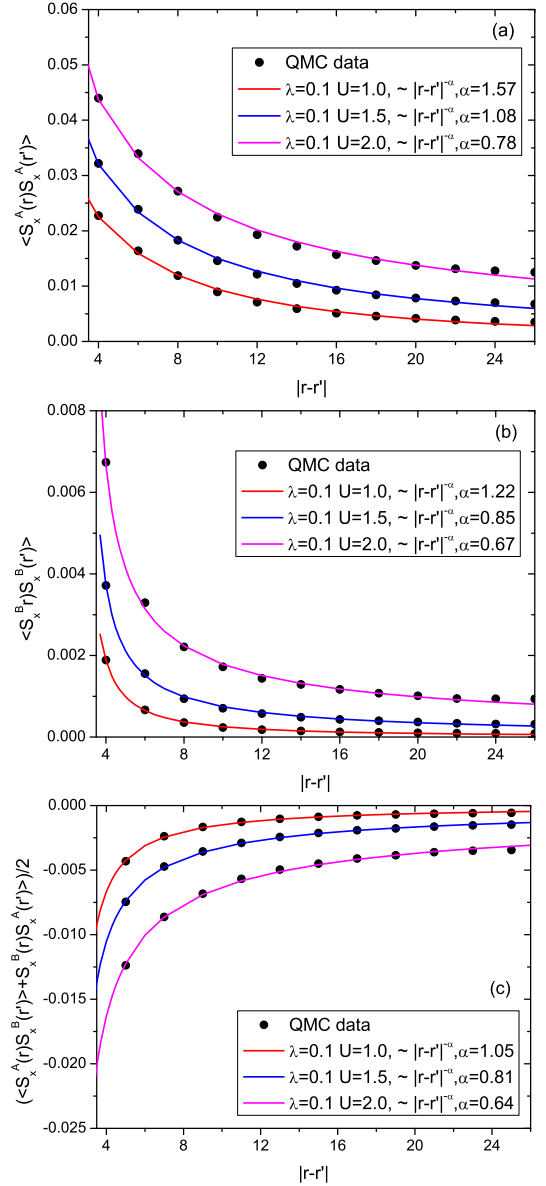 0.06
0.05
0.04
0.03
0.02
0.01
0.00
<S_x^A(r)S_x^A(r')>
(a)
QMC data
λ=0.1 U=1.0, ~ |r-r'|^-α,α=1.57
λ=0.1 U=1.5, ~ |r-r'|^-α,α=1.08
λ=0.1 U=2.0, ~ |r-r'|^-α,α=0.78
4 8 12 16 20 24
|r-r'|
0.008
0.006
0.004
0.002
0.000
<S_x^B r)S_x^B(r')>
(b)
QMC data
λ=0.1 U=1.0, ~ |r-r'|^-α,α=1.22
λ=0.1 U=1.5, ~ |r-r'|^-α,α=0.85
λ=0.1 U=2.0, ~ |r-r'|^-α,α=0.67
4 8 12 16 20 24
|r-r'|
0.000
-0.005
-0.010
-0.015
-0.020
-0.025
(<S_x^A(r)S_x^B(r')>+S_x^B(r)S_x^A(r')>)/2
(c)
QMC data
λ=0.1 U=1.0, ~ |r-r'|^-α,α=1.05
λ=0.1 U=1.5, ~ |r-r'|^-α,α=0.81
λ=0.1 U=2.0, ~ |r-r'|^-α,α=0.64
4 8 12 16 20 24
|r-r'|